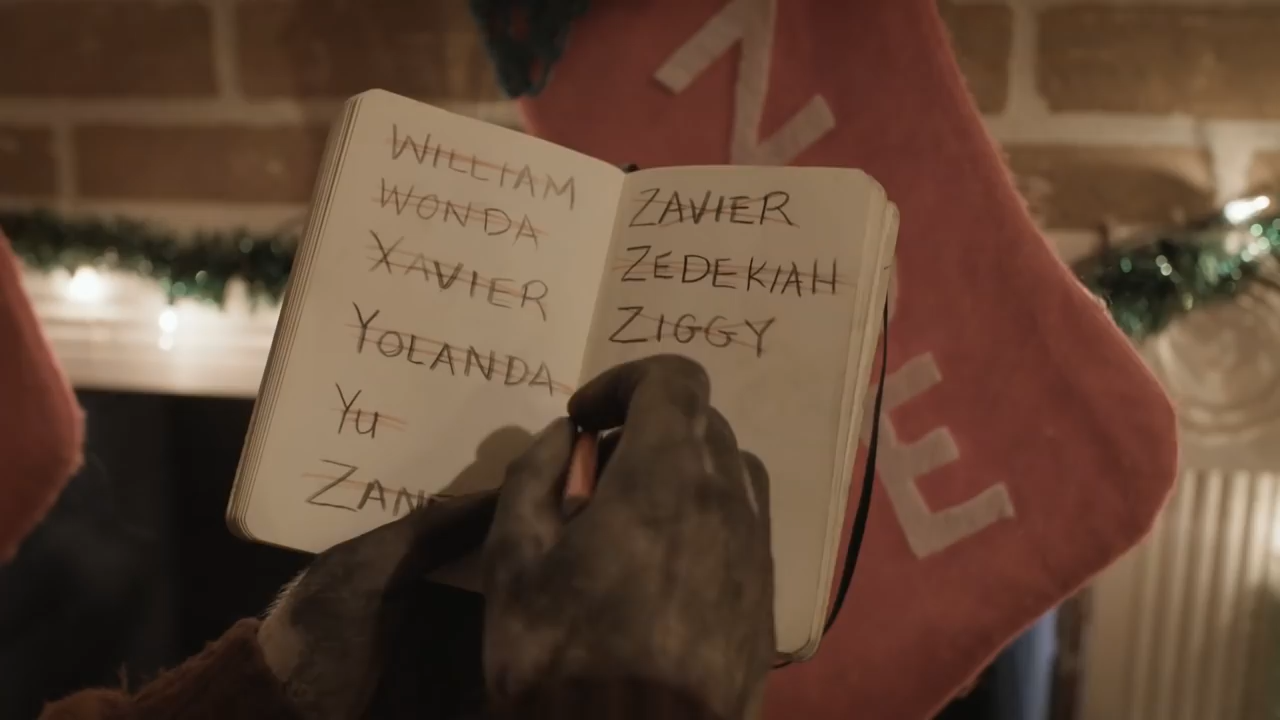 WILLIAM
WONDA
XAVIER
YOLANDA
YU
ZAVIER
ZEDEKIAH
ZIGGY